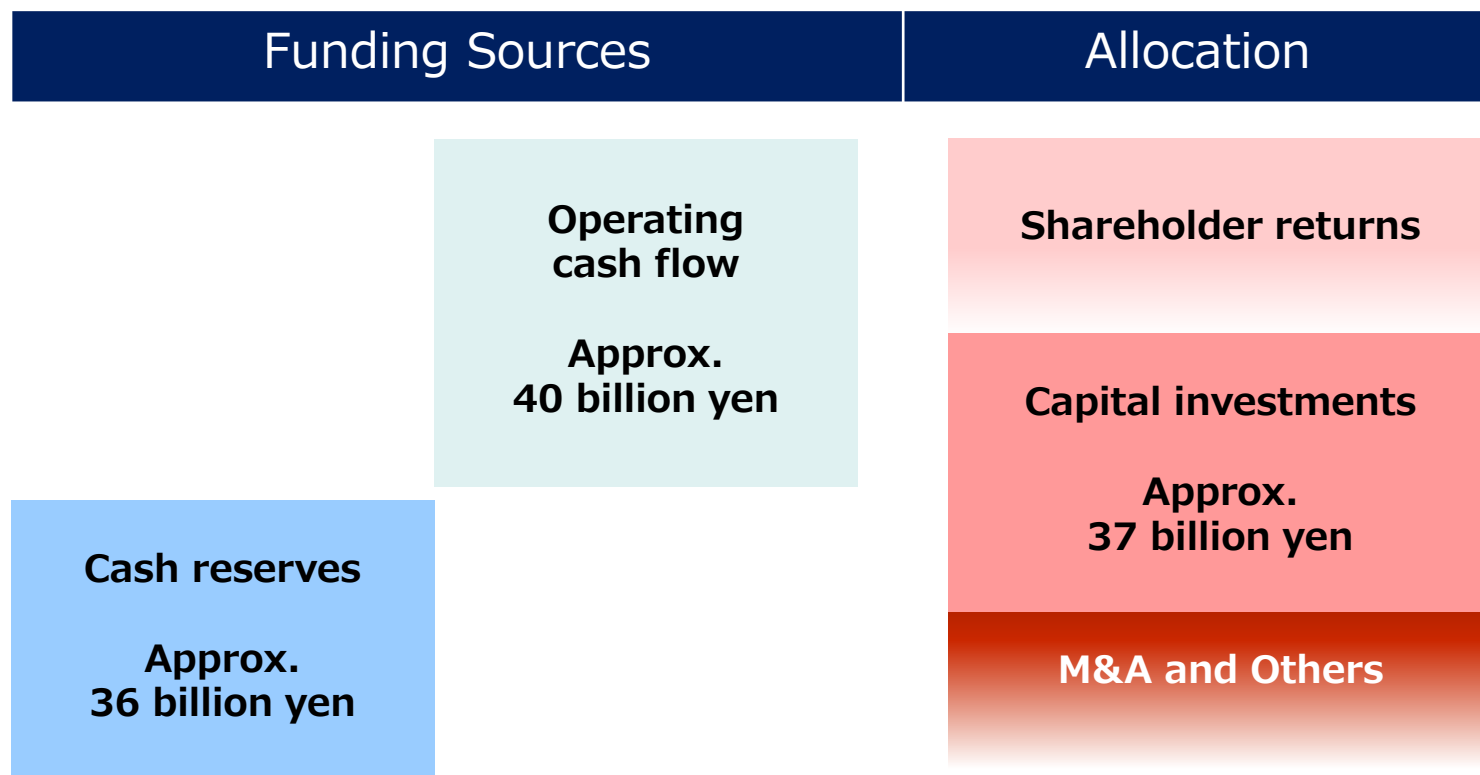 Funding Sources
Allocation
Operating
cash flow
Approx.
40 billion yen
Cash reserves
Approx.
36 billion yen
Shareholder returns
Capital investments
Approx.
37 billion yen
M&A and Others